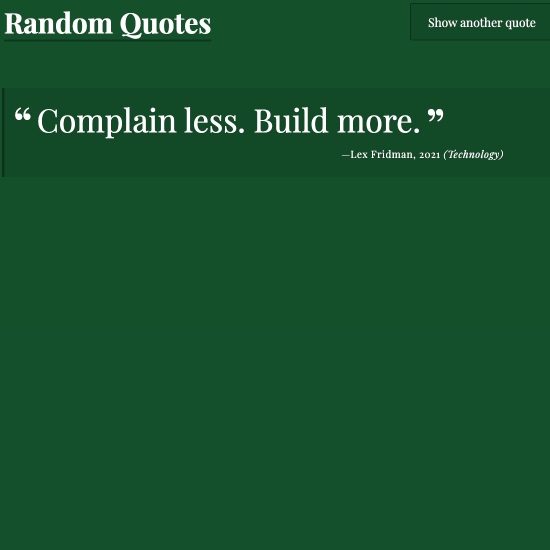 Random Quotes
Show another quote
“ Complain less. Build more. ”
—Lex Fridman, 2021 (Technology)